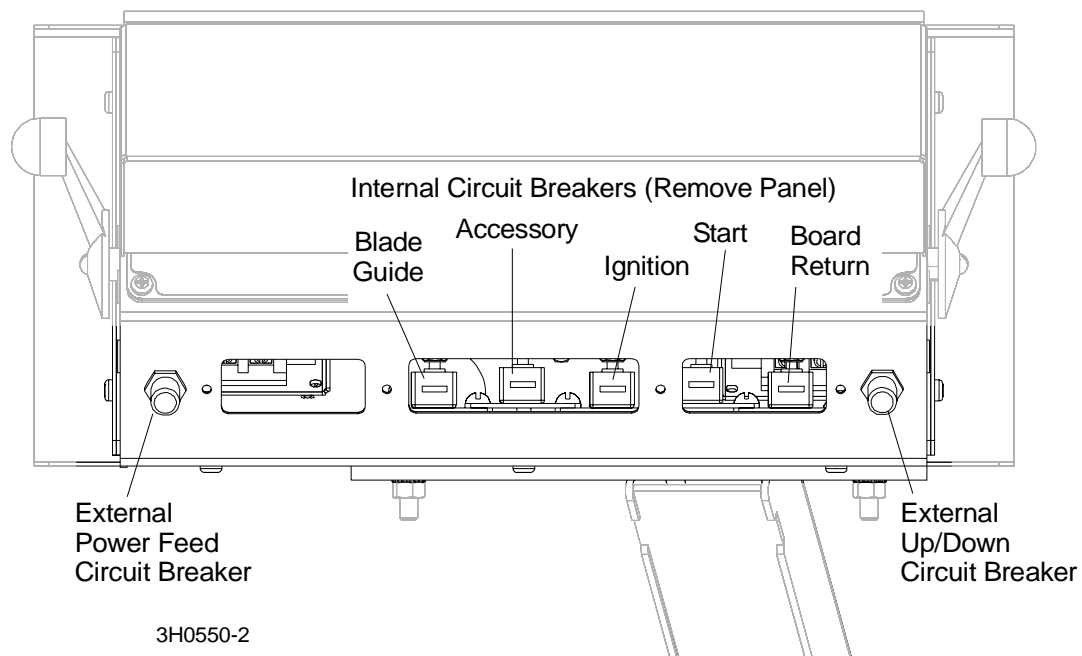 Internal Circuit Breakers (Remove Panel)
Blade
Guide
Accessory
Ignition
Start
Board
Return
External
Power Feed
Circuit Breaker
External
Up/Down
Circuit Breaker
3H0550-2